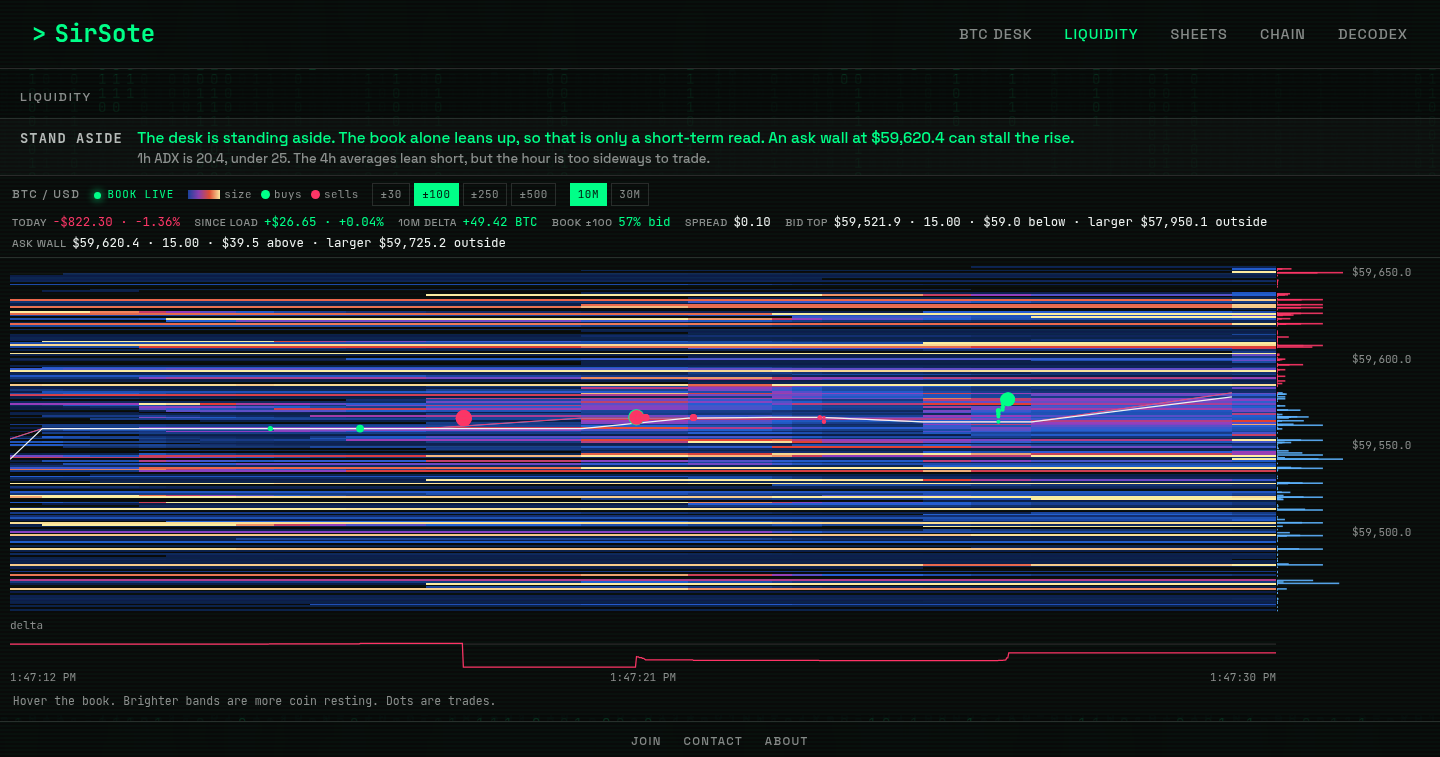 > SirSote
BTC DESK LIQUIDITY SHEETS CHAIN DECODEX
LIQUIDITY
STAND ASIDE The desk is standing aside. The book alone leans up, so that is only a short-term read. An ask wall at $59,620.4 can stall the rise.
1h ADX is 20.4, under 25. The 4h averages lean short, but the hour is too sideways to trade.
BTC / USD BOOK LIVE size buys sells ±30 ±100 ±250 ±500 10M 30M
TODAY -$822.30 · -1.36% SINCE LOAD +$26.65 · +0.04% 10M DELTA +49.42 BTC BOOK ±100 57% bid SPREAD $0.10 BID TOP $59,521.9 · 15.00 · $59.0 below · larger $57,950.1 outside
ASK WALL $59,620.4 · 15.00 · $39.5 above · larger $59,725.2 outside
$59,650.0
$59,600.0
$59,550.0
$59,500.0
delta
1:47:12 PM 1:47:21 PM 1:47:30 PM
Hover the book. Brighter bands are more coin resting. Dots are trades.
JOIN CONTACT ABOUT